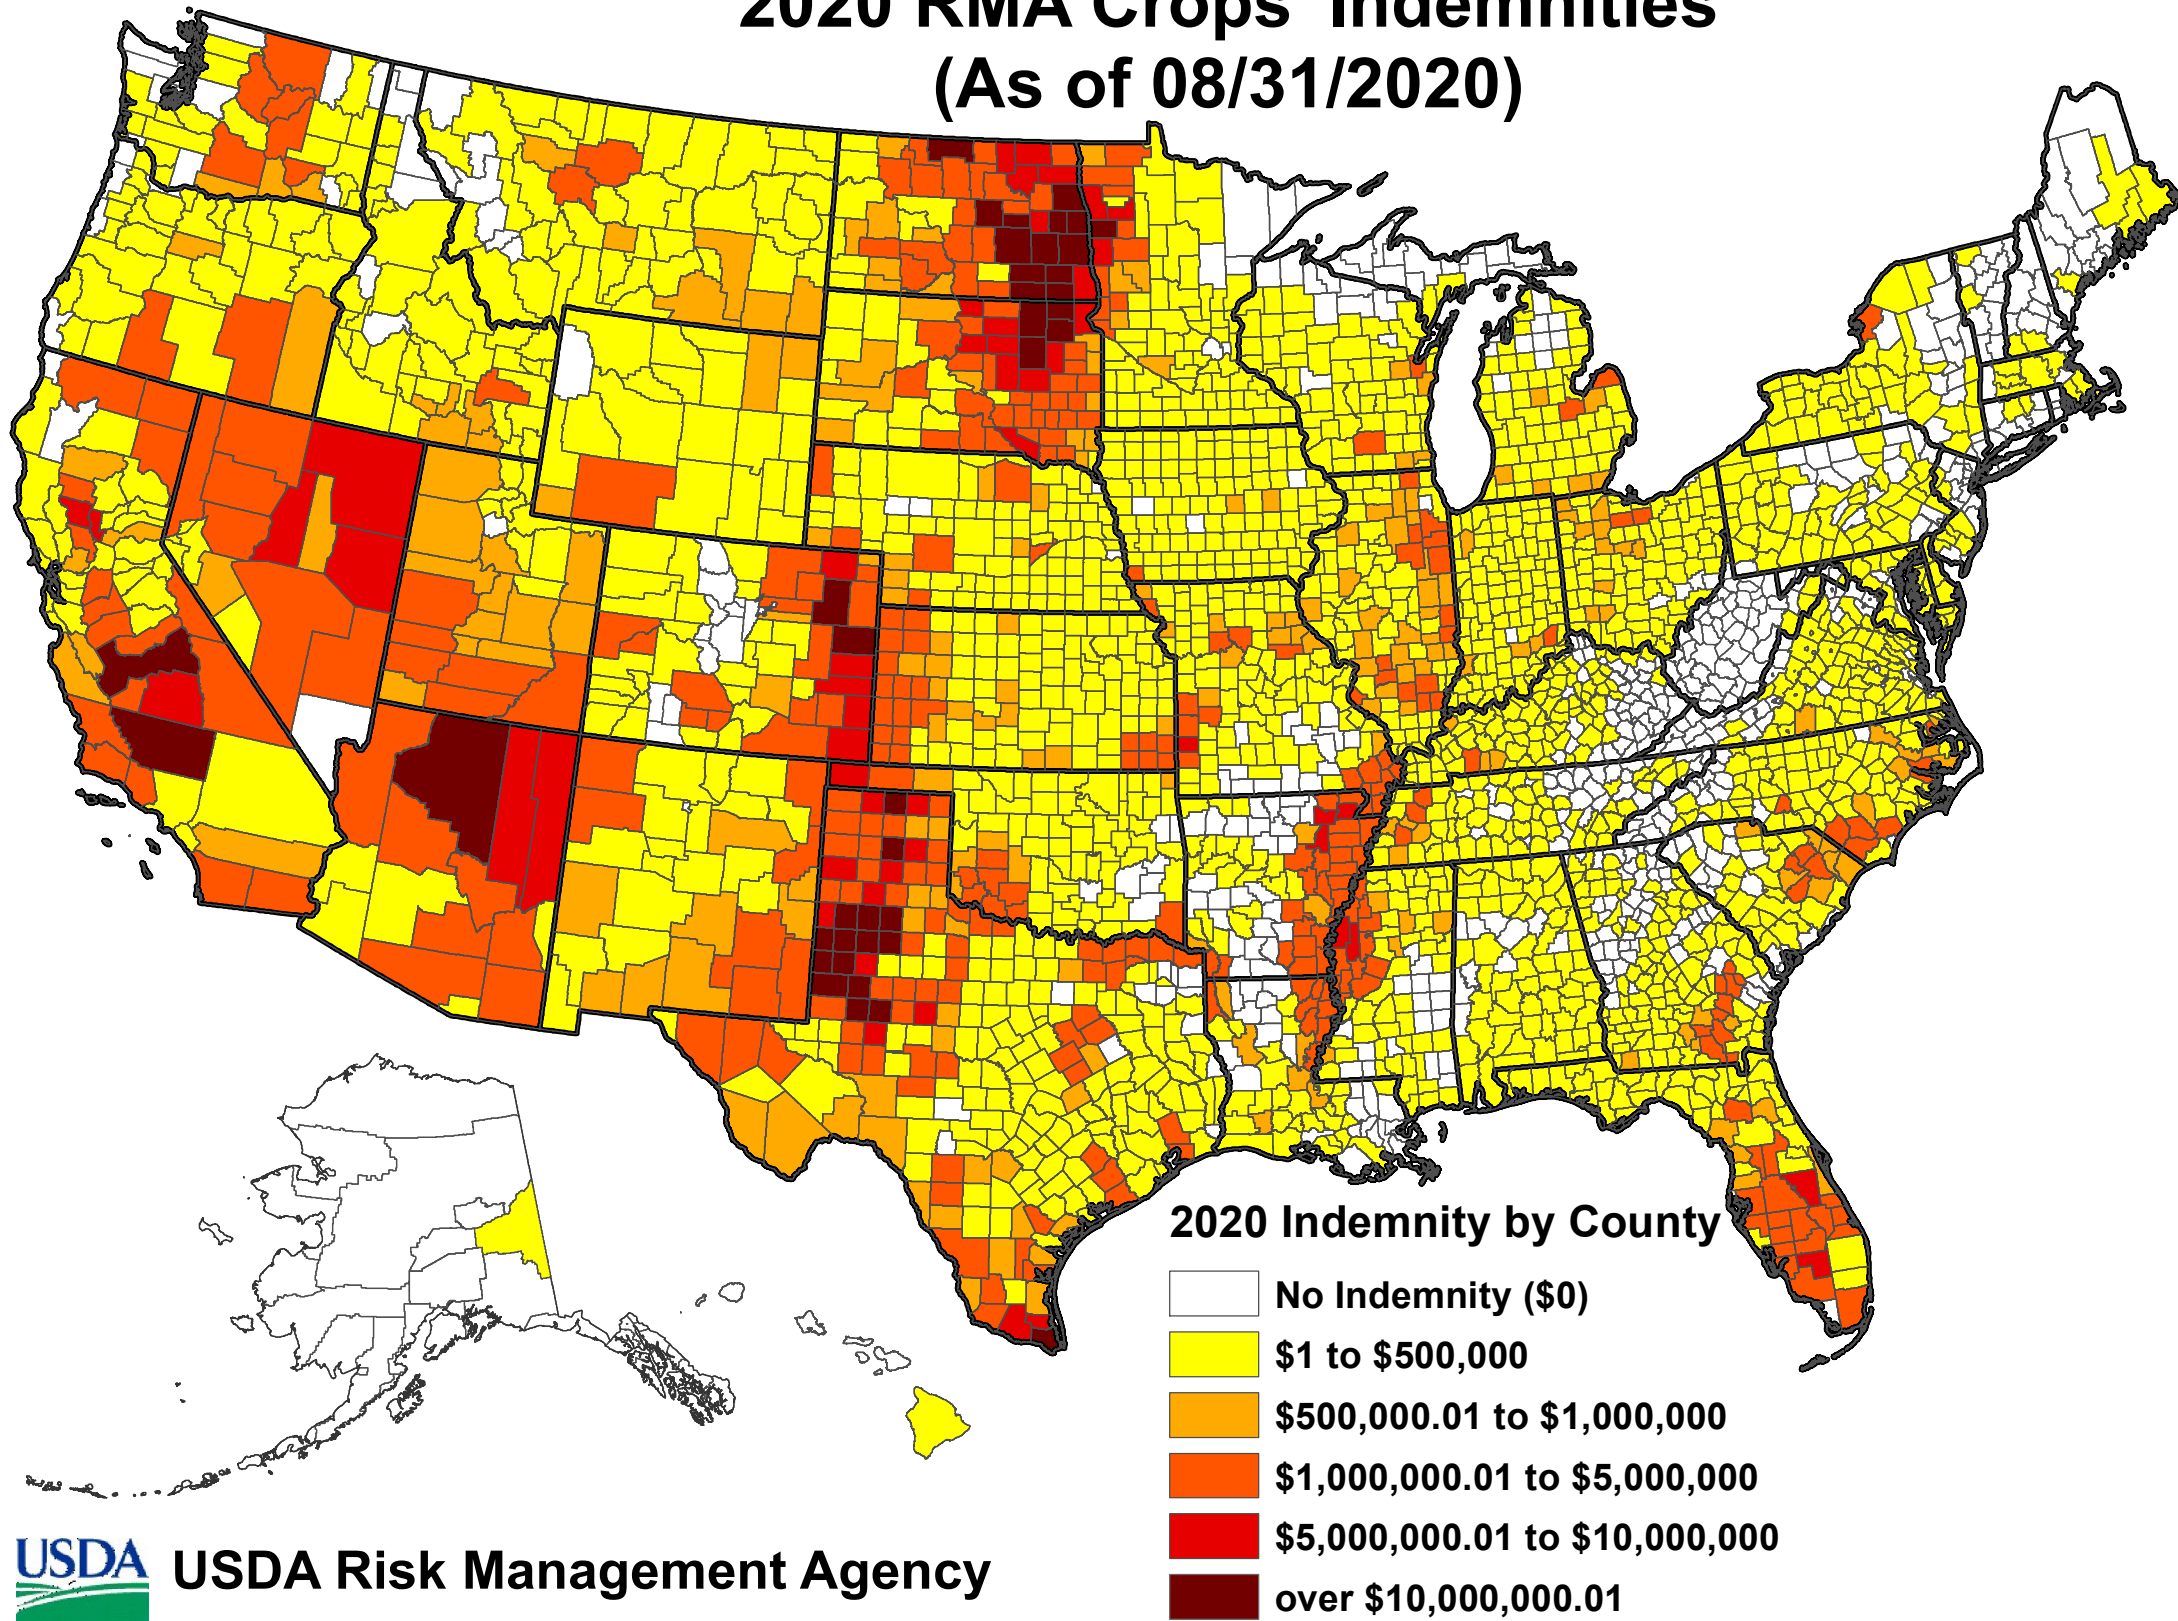 2020 RMA Crops' Indemnities
(As of 08/31/2020)
2020 Indemnity by County
No Indemnity ($0)
$1 to $500,000
$500,000.01 to $1,000,000
$1,000,000.01 to $5,000,000
$5,000,000.01 to $10,000,000
over $10,000,000.01
USDA
USDA Risk Management Agency